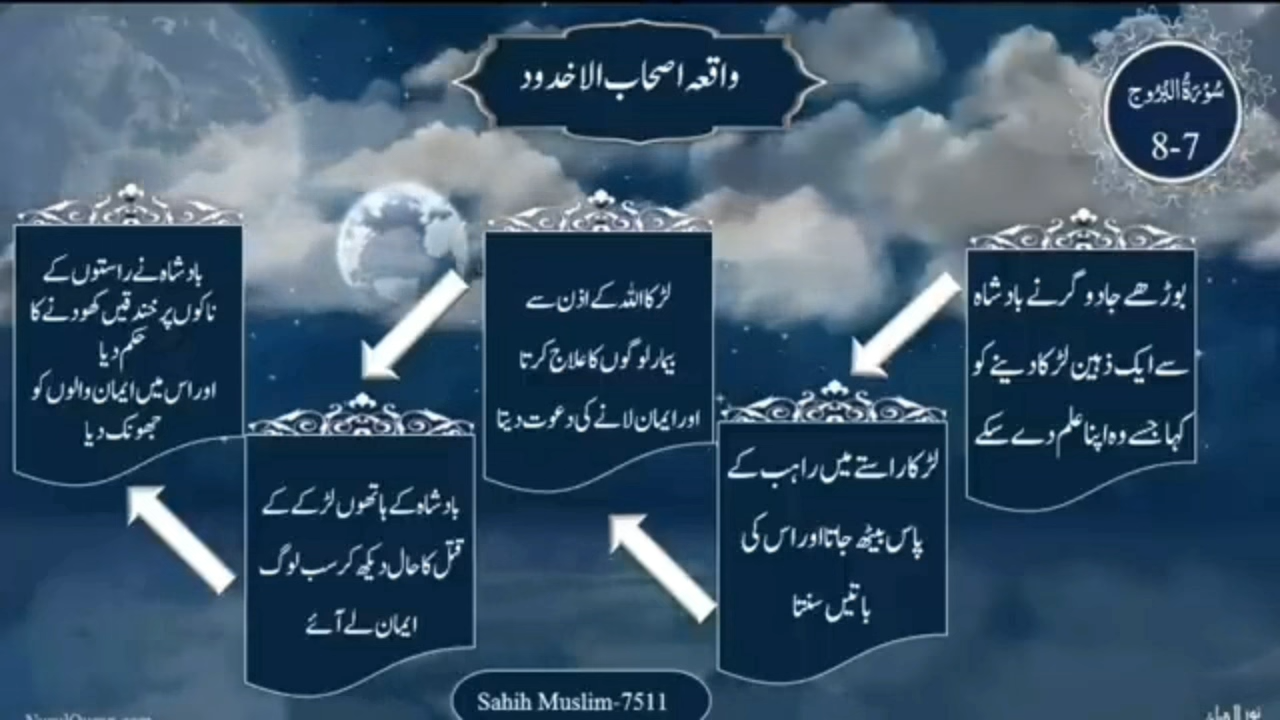 واقعہ اصحاب الاخدود
سُوْرَةُ الْبُرُوج
8-7
بوڑھے جادوگر نے بادشاہ
سے ایک ذہین لڑکا دینے کو
کہا جسے وہ اپنا علم دے سکے
لڑکا راستے میں راہب کے
پاس بیٹھ جاتا اور اس کی
باتیں سنتا
لڑکا اللہ کے اذن سے
بیمار لوگوں کا علاج کرتا
اور ایمان لانے کی دعوت دیتا
بادشاہ کے ہاتھوں لڑکے کے
قتل کا حال دیکھ کر سب لوگ
ایمان لے آئے
بادشاہ نے راستوں کے
ناکوں پر خندقیں کھودنے کا
حکم دیا
اور اس میں ایمان والوں کو
جھونک دیا
Sahih Muslim-7511